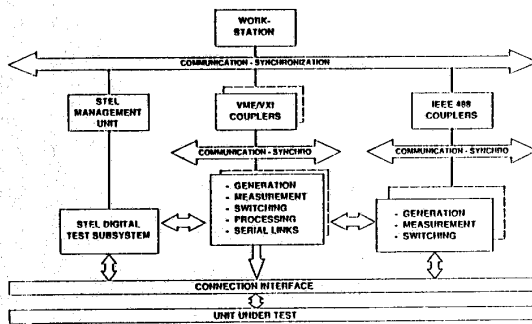 WORK-
STATION
COMMUNICATION - SYNCHRONIZATION
STEL
MANAGEMENT
UNIT
VME/VXI
COUPLERS
IEEE 488
COUPLERS
COMMUNICATION - SYNCHRO
COMMUNICATION - SYNCHRO
STEL DIGITAL
TEST SUBSYSTEM
- GENERATION
- MEASUREMENT
- SWITCHING
- PROCESSING
- SERIAL LINKS
- GENERATION
- MEASUREMENT
- SWITCHING
CONNECTION INTERFACE
UNIT UNDER TEST